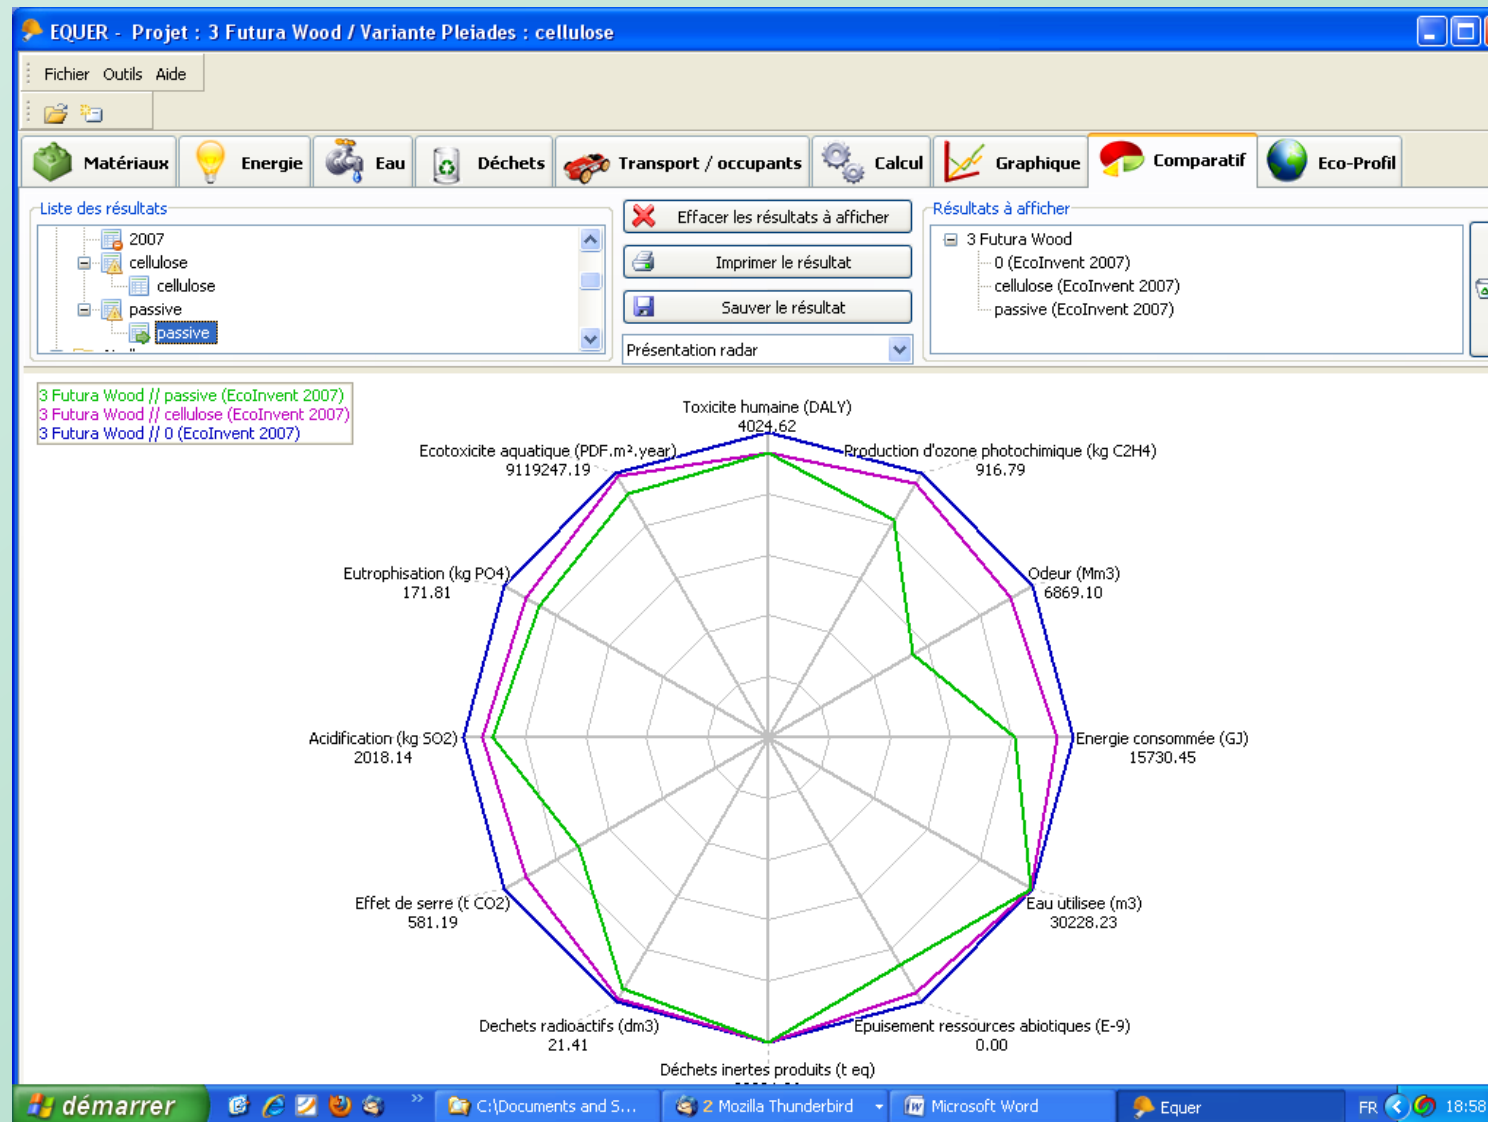 EQUER - Projet : 3 Futura Wood / Variante Pleiades : cellulose
Fichier Outils Aide
Matériaux Energie Eau Déchets Transport / occupants Calcul Graphique Comparatif Eco-Profil
Liste des résultats
2007
cellulose
cellulose
passive
passive
Effacer les résultats à afficher
Imprimer le résultat
Sauver le résultat
Présentation radar
Résultats à afficher
3 Futura Wood
0 (EcoInvent 2007)
cellulose (EcoInvent 2007)
passive (EcoInvent 2007)
3 Futura Wood // passive (EcoInvent 2007)
3 Futura Wood // cellulose (EcoInvent 2007)
3 Futura Wood // 0 (EcoInvent 2007)
Toxicite humaine (DALY)
4024.62
Ecotoxicite aquatique (PDF.m².year)
9119247.19
Production d'ozone photochimique (kg C2H4)
916.79
Eutrophisation (kg PO4)
171.81
Odeur (Mm3)
6869.10
Acidification (kg SO2)
2018.14
Energie consommée (GJ)
15730.45
Effet de serre (t CO2)
581.19
Eau utilisee (m3)
30228.23
Dechets radioactifs (dm3)
21.41
Epuisement ressources abiotiques (E-9)
0.00
Déchets inertes produits (t eq)
démarrer
C:\Documents and S...
2 Mozilla Thunderbird
Microsoft Word
Equer
FR
18:58